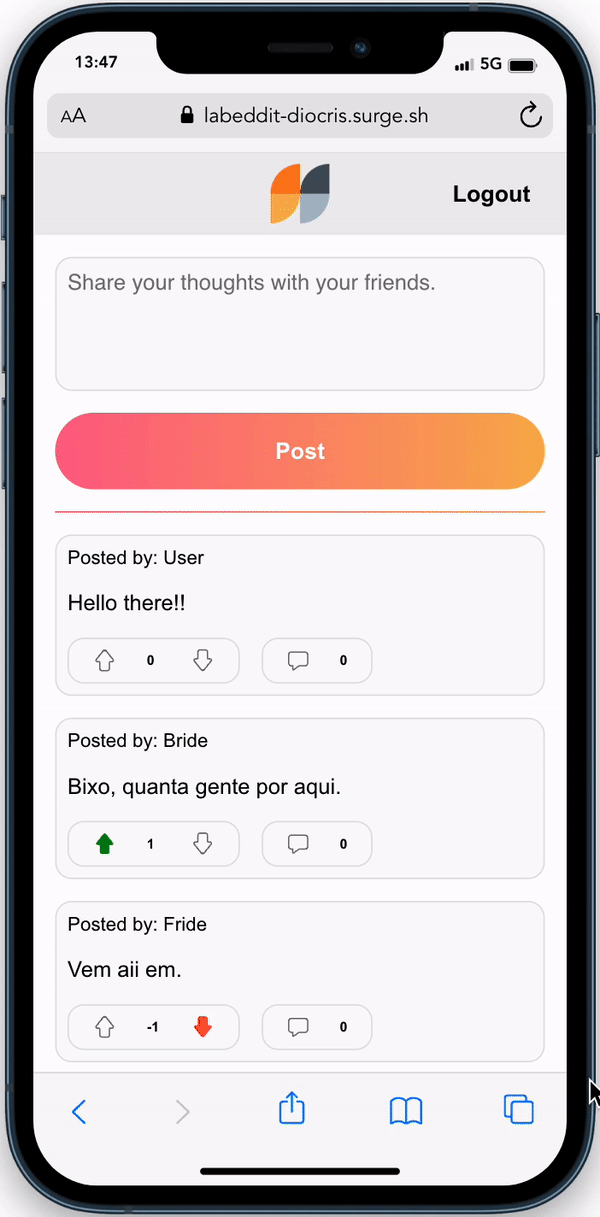 13:47
5G
AA
labeddit-diocris.surge.sh
Logout
Share your thoughts with your friends.
Post
Posted by: User
Hello there!!
0
0
Posted by: Bride
Bixo, quanta gente por aqui.
1
0
Posted by: Fride
Vem aii em.
-1
0